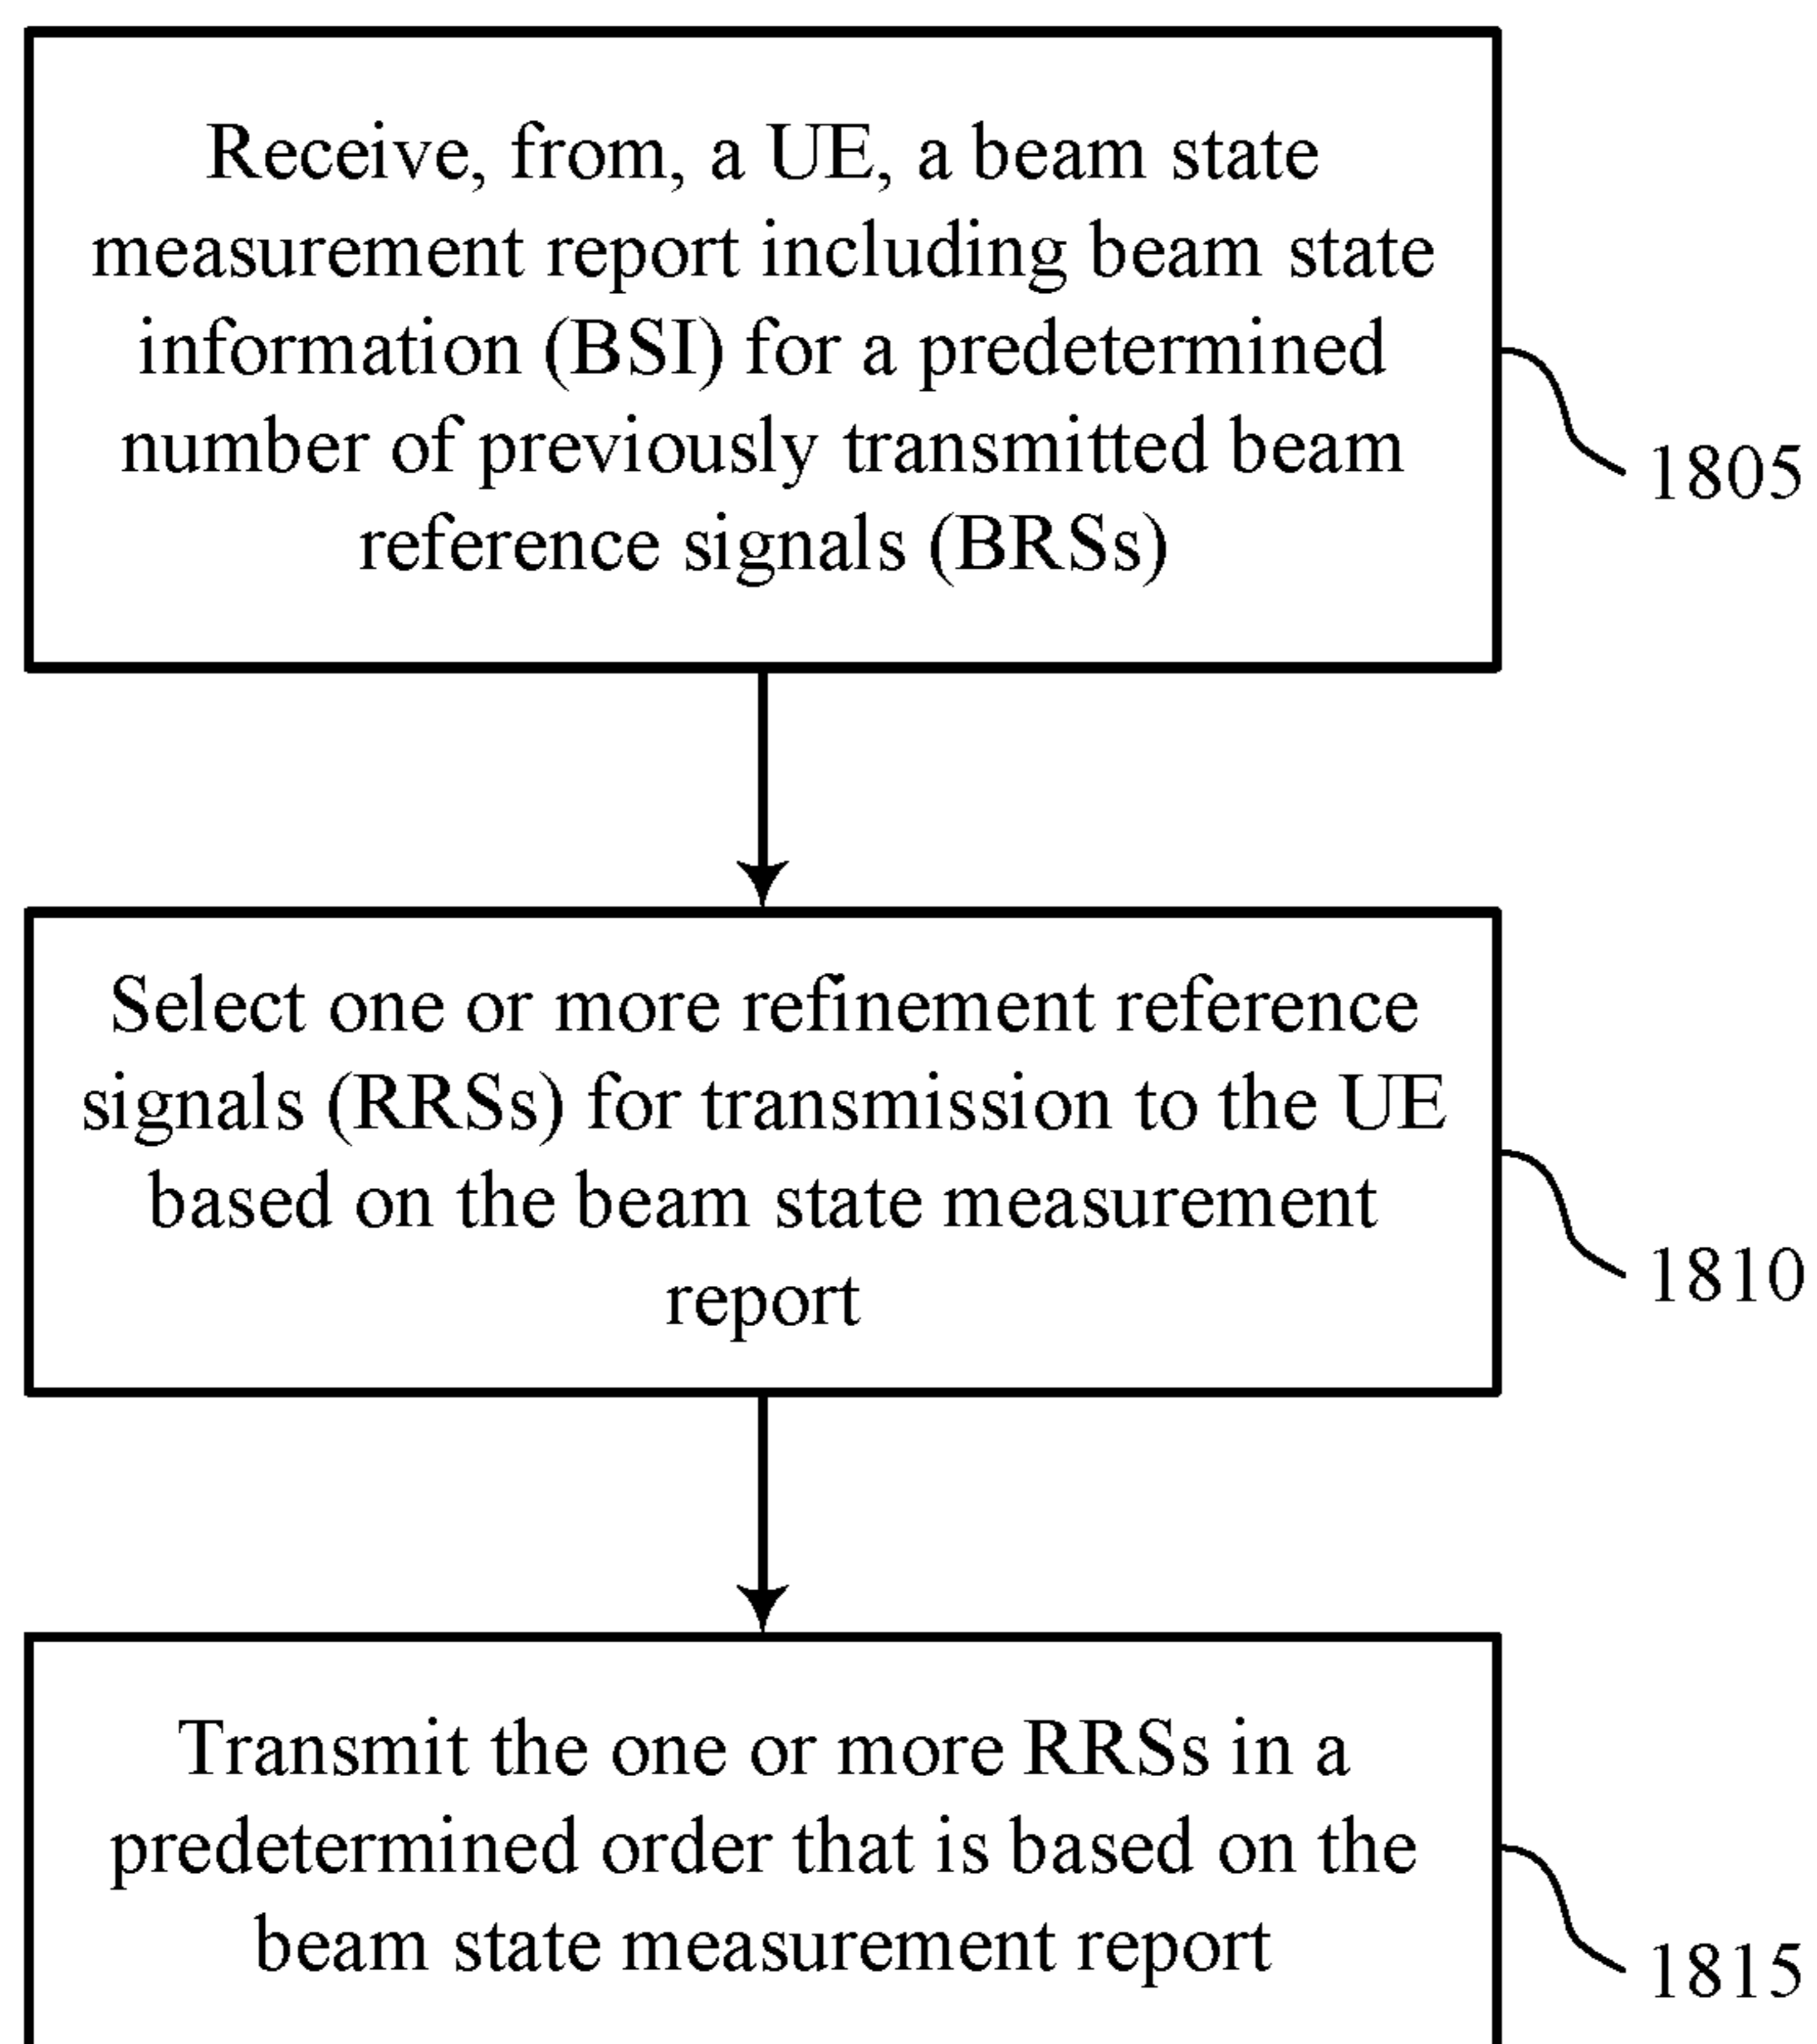 Receive, from, a UE, a beam state
measurement report including beam state
information (BSI) for a predetermined
number of previously transmitted beam
reference signals (BRSs)
1805
Select one or more refinement reference
signals (RRSs) for transmission to the UE
based on the beam state measurement
report
1810
Transmit the one or more RRSs in a
predetermined order that is based on the
beam state measurement report
1815